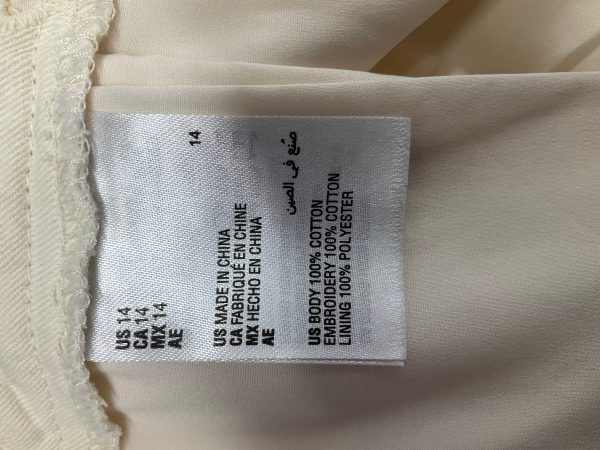 14
US 14
CA 14
MX 14
AE
US MADE IN CHINA
CA FABRIQUÉ EN CHINE
MX HECHO EN CHINA
AE
صنع في الصين
US BODY 100% COTTON
EMBROIDERY 100% COTTON
LINING 100% POLYESTER